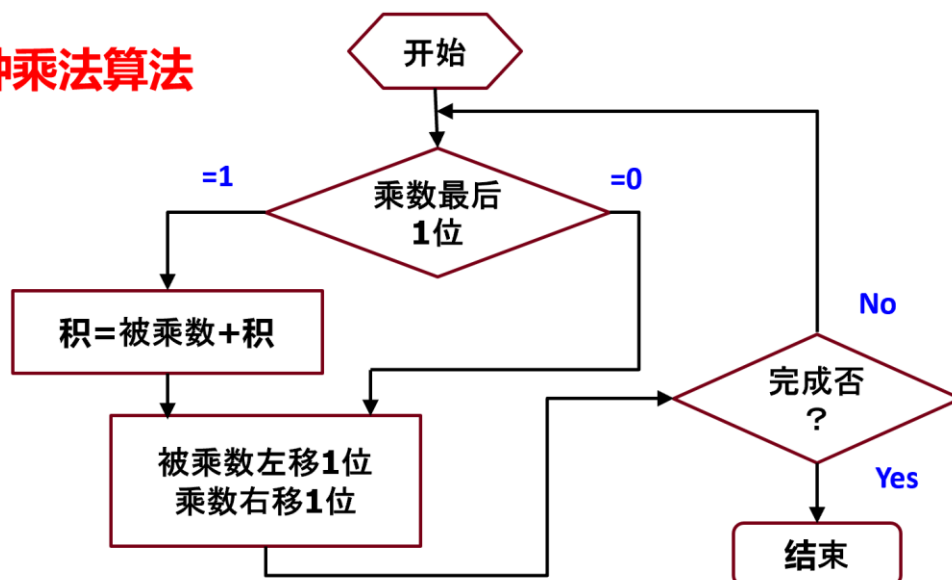 种乘法算法
开始
=1
=0
乘数最后
1位
积=被乘数+积
No
完成否
？
被乘数左移1位
乘数右移1位
Yes
结束